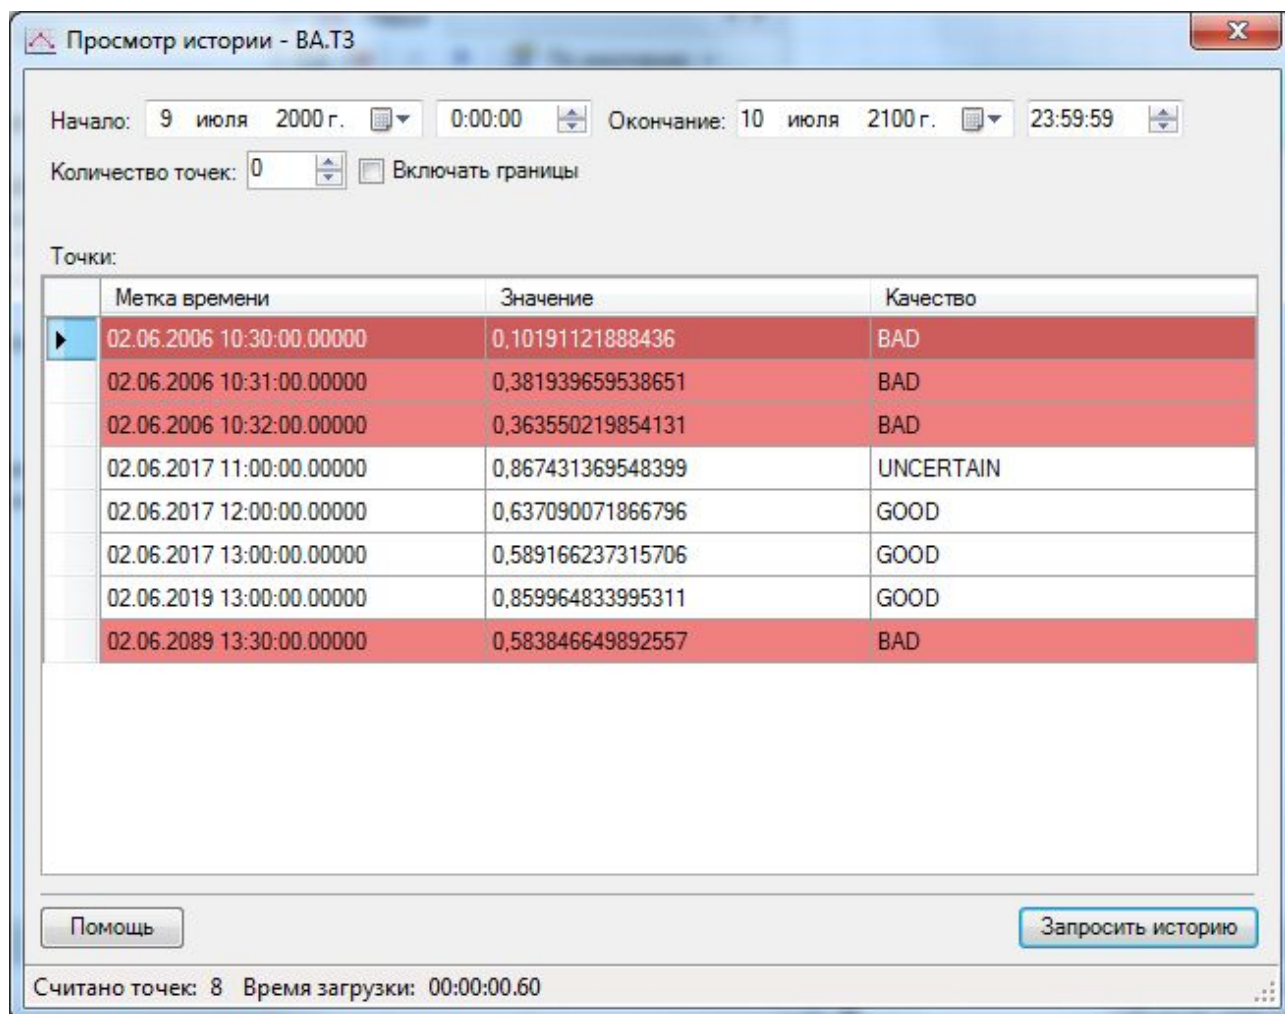 Просмотр истории - ВА.Т3
Начало: 9 июля 2000 г. 0:00:00 Окончание: 10 июля 2100 г. 23:59:59
Количество точек: 0 Включать границы
Точки:
Метка времени Значение Качество
02.06.2006 10:30:00.00000 0,10191121888436 BAD
02.06.2006 10:31:00.00000 0,381939659538651 BAD
02.06.2006 10:32:00.00000 0,363550219854131 BAD
02.06.2017 11:00:00.00000 0,867431369548399 UNCERTAIN
02.06.2017 12:00:00.00000 0,637090071866796 GOOD
02.06.2017 13:00:00.00000 0,589166237315706 GOOD
02.06.2019 13:00:00.00000 0,859964833995311 GOOD
02.06.2089 13:30:00.00000 0,583846649892557 BAD
Помощь Запросить историю
Считано точек: 8 Время загрузки: 00:00:00.60